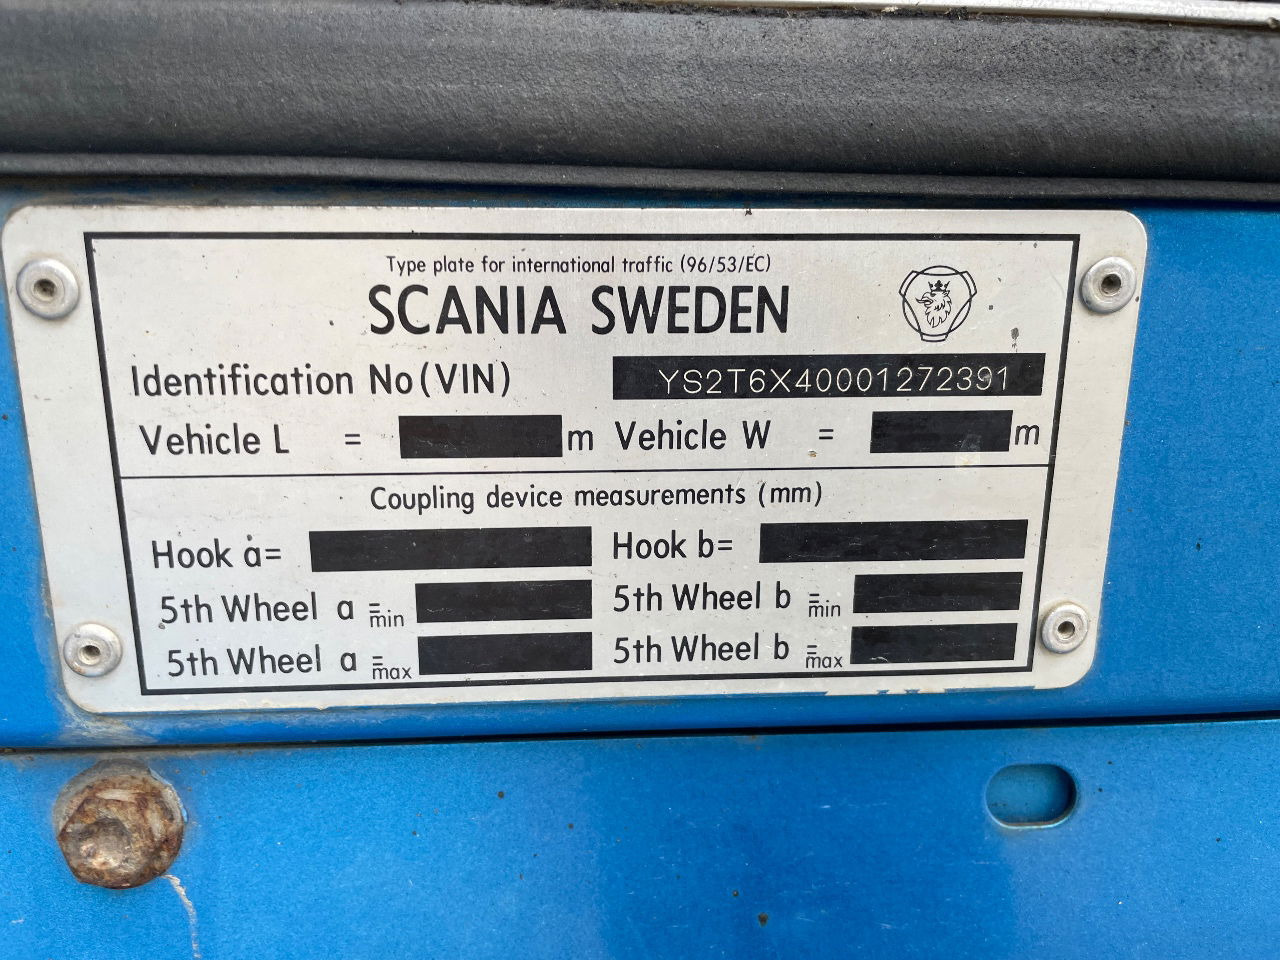 Type plate for international traffic (96/53/EC)
SCANIA SWEDEN
Identification No (VIN) YS2T6X40001272391
Vehicle L = m Vehicle W = m
Coupling device measurements (mm)
Hook a= Hook b=
5th Wheel a = min 5th Wheel b = min
5th Wheel a = max 5th Wheel b = max